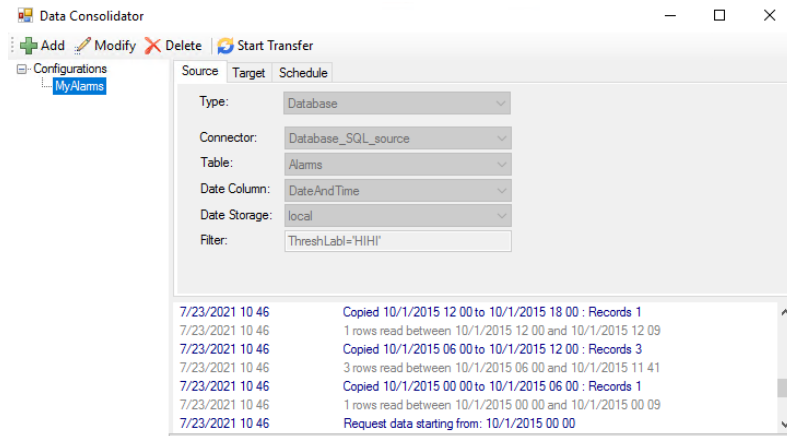 Data Consolidator
Add Modify Delete Start Transfer
Configurations
MyAlarms
Source Target Schedule
Type: Database
Connector: Database_SQL_source
Table: Alarms
Date Column: DateAndTime
Date Storage: local
Filter: ThreshLabl='HIHI'
7/23/2021 10 46 Copied 10/1/2015 12 00 to 10/1/2015 18 00 : Records 1
7/23/2021 10 46 1 rows read between 10/1/2015 12 00 and 10/1/2015 12 09
7/23/2021 10 46 Copied 10/1/2015 06 00 to 10/1/2015 12 00 : Records 3
7/23/2021 10 46 3 rows read between 10/1/2015 06 00 and 10/1/2015 11 41
7/23/2021 10 46 Copied 10/1/2015 00 00 to 10/1/2015 06 00 : Records 1
7/23/2021 10 46 1 rows read between 10/1/2015 00 00 and 10/1/2015 00 09
7/23/2021 10 46 Request data starting from: 10/1/2015 00 00